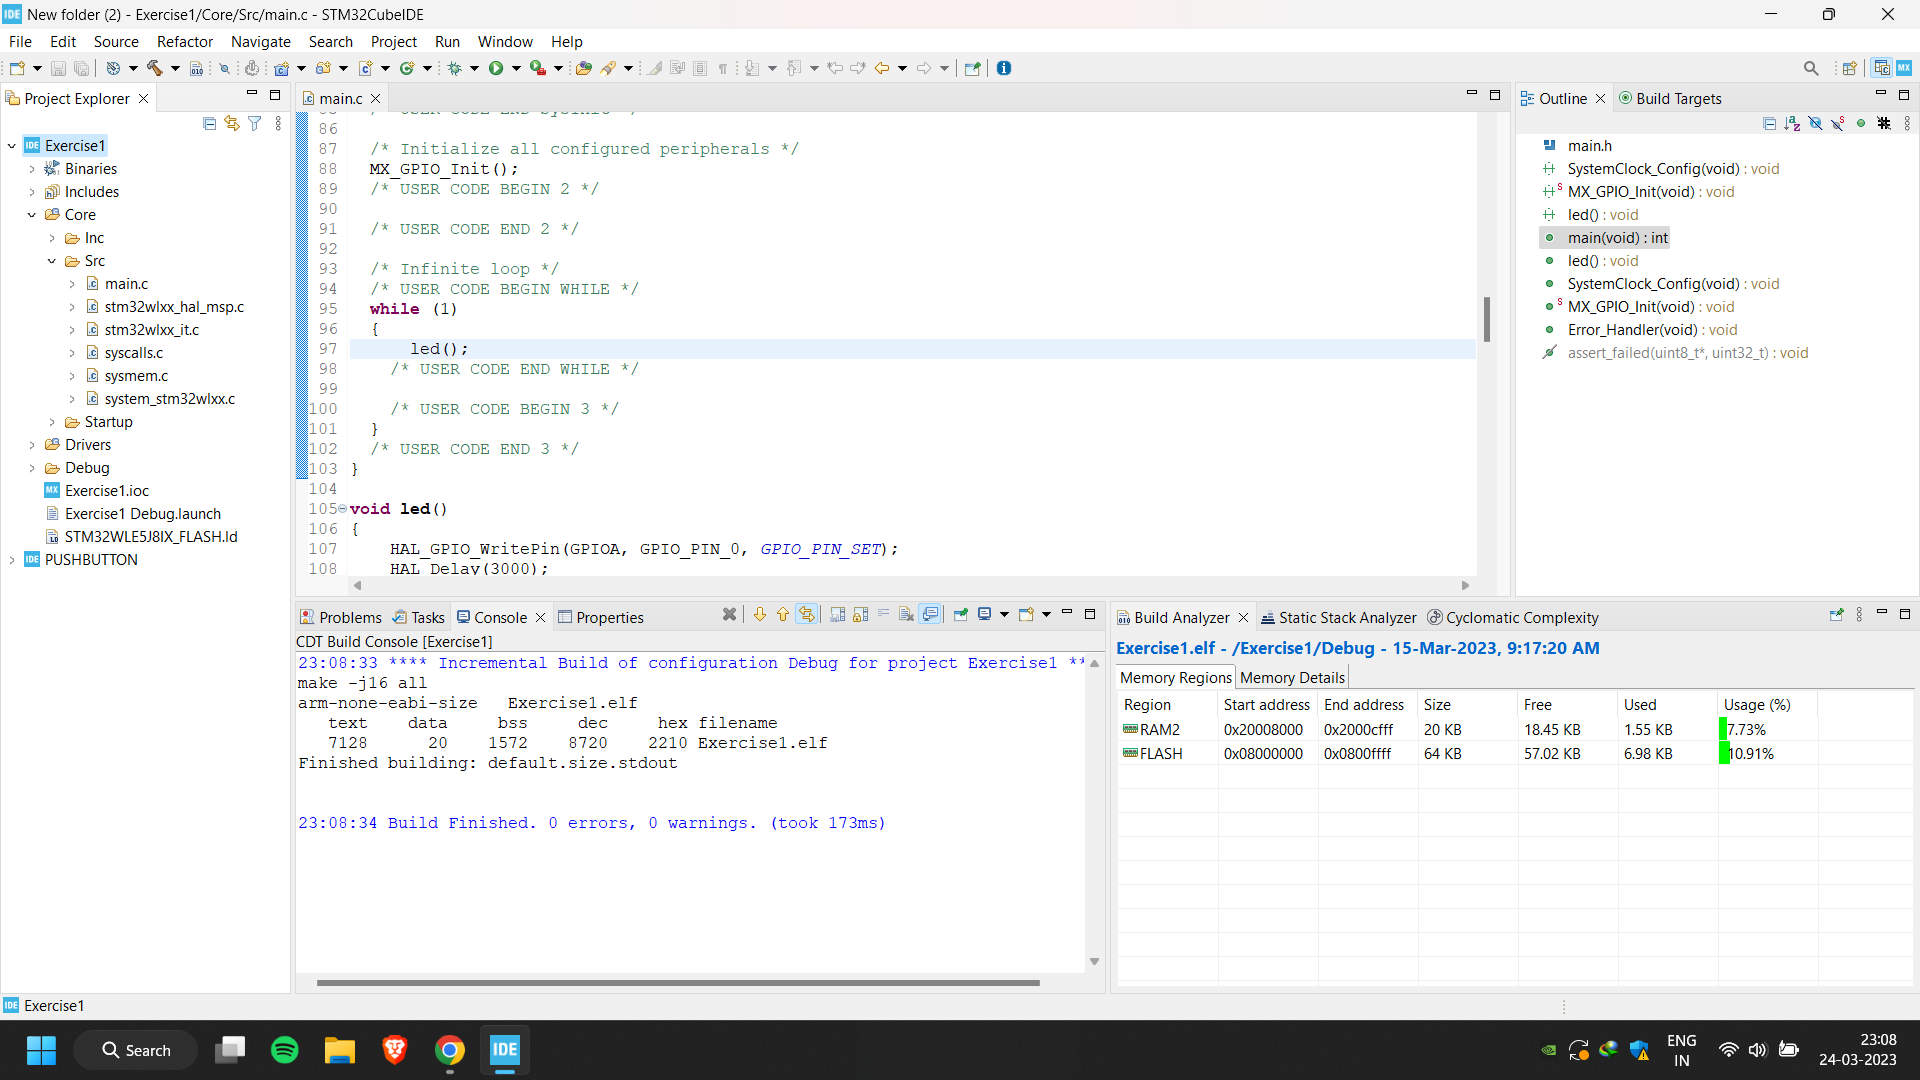 New folder (2) - Exercise1/Core/Src/main.c - STM32CubeIDE
File Edit Source Refactor Navigate Search Project Run Window Help
Project Explorer
Exercise1
Binaries
Includes
Core
Inc
Src
main.c
stm32wlxx_hal_msp.c
stm32wlxx_it.c
syscalls.c
sysmem.c
system_stm32wlxx.c
Startup
Drivers
Debug
Exercise1.ioc
Exercise1 Debug.launch
STM32WLE5J8IX_FLASH.ld
PUSHBUTTON
main.c
86
87 /* Initialize all configured peripherals */
88 MX_GPIO_Init();
89 /* USER CODE BEGIN 2 */
90
91 /* USER CODE END 2 */
92
93 /* Infinite loop */
94 /* USER CODE BEGIN WHILE */
95 while (1)
96 {
97 led();
98 /* USER CODE END WHILE */
99
100 /* USER CODE BEGIN 3 */
101 }
102 /* USER CODE END 3 */
103 }
104
105 void led()
106 {
107 HAL_GPIO_WritePin(GPIOA, GPIO_PIN_0, GPIO_PIN_SET);
108 HAL_Delay(3000);
Outline Build Targets
main.h
SystemClock_Config(void) : void
MX_GPIO_Init(void) : void
led() : void
main(void) : int
led() : void
SystemClock_Config(void) : void
MX_GPIO_Init(void) : void
Error_Handler(void) : void
assert_failed(uint8_t*, uint32_t) : void
Problems Tasks Console Properties
CDT Build Console [Exercise1]
23:08:33 **** Incremental Build of configuration Debug for project Exercise1 **
make -j16 all
arm-none-eabi-size Exercise1.elf
text data bss dec hex filename
7128 20 1572 8720 2210 Exercise1.elf
Finished building: default.size.stdout
23:08:34 Build Finished. 0 errors, 0 warnings. (took 173ms)
Build Analyzer Static Stack Analyzer Cyclomatic Complexity
Exercise1.elf - /Exercise1/Debug - 15-Mar-2023, 9:17:20 AM
Memory Regions Memory Details
Region Start address End address Size Free Used Usage (%)
RAM2 0x20008000 0x2000cfff 20 KB 18.45 KB 1.55 KB 7.73%
FLASH 0x08000000 0x0800ffff 64 KB 57.02 KB 6.98 KB 10.91%
IDE Exercise1
Search
IDE
ENG
IN
23:08
24-03-2023